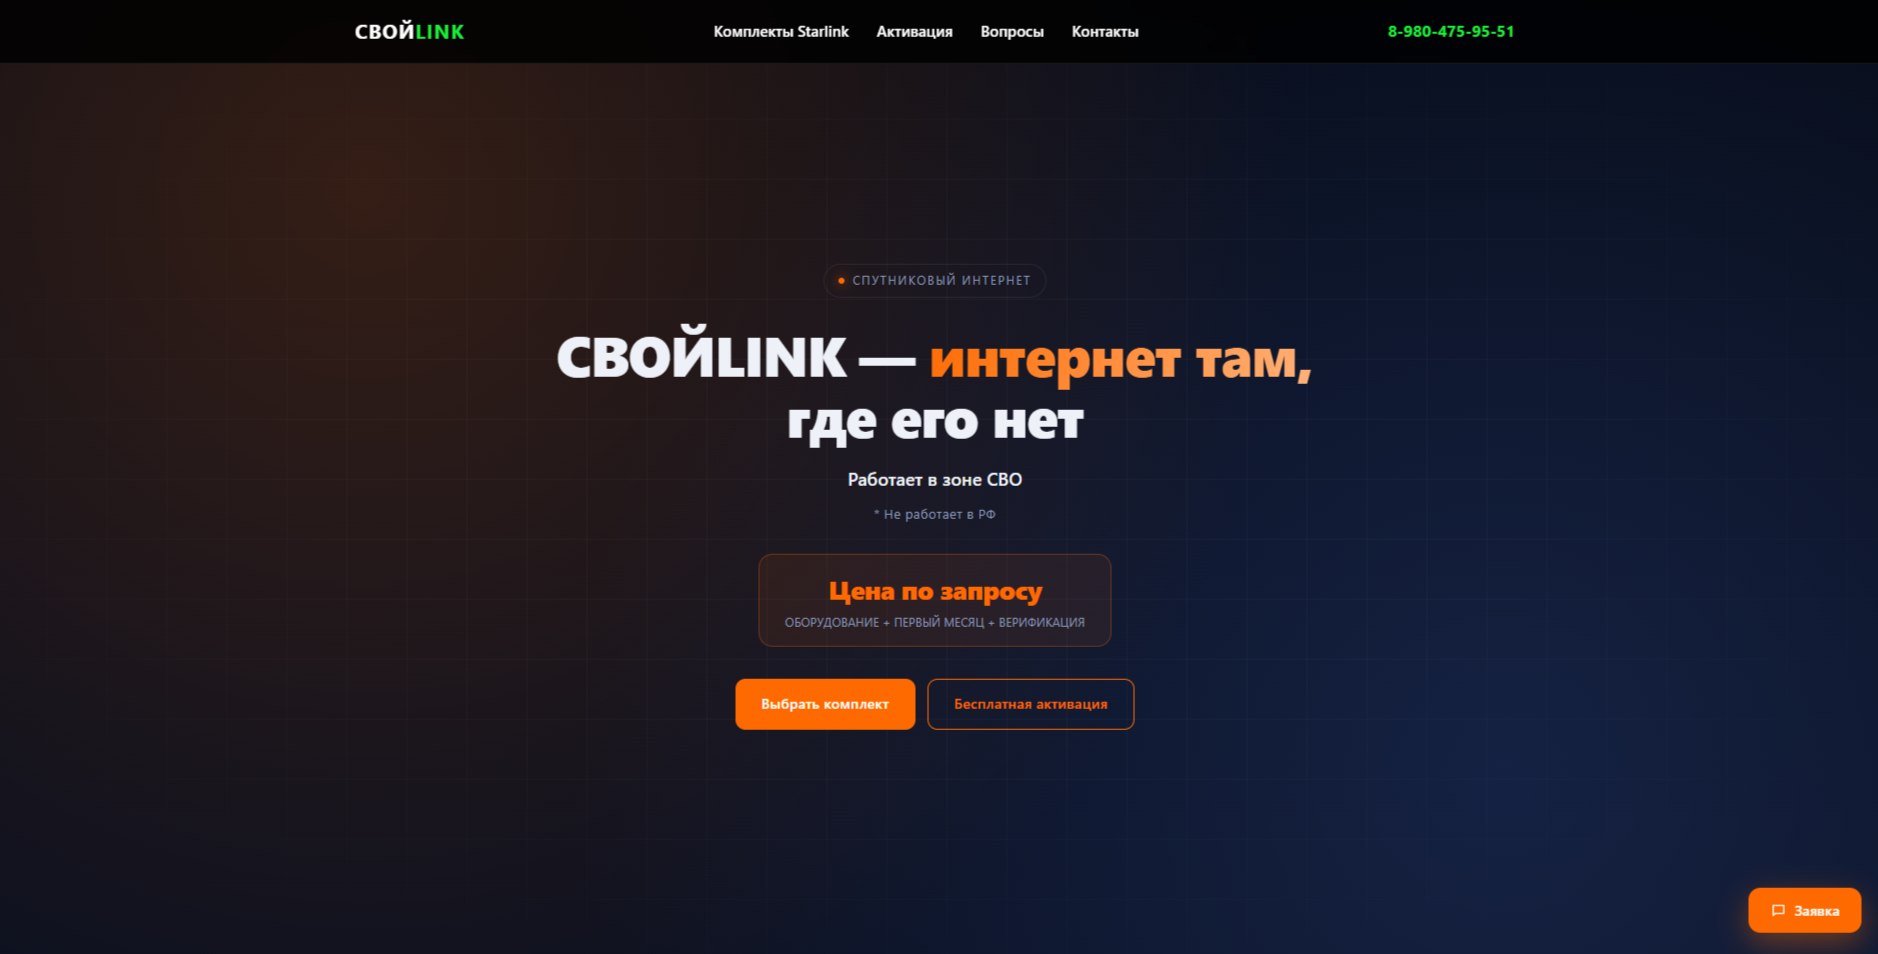 СВОЙLINK
Комплекты Starlink
Активация
Вопросы
Контакты
8-980-475-95-51
СПУТНИКОВЫЙ ИНТЕРНЕТ
СВОЙLINK — интернет там,
где его нет
Работает в зоне СВО
* Не работает в РФ
Цена по запросу
ОБОРУДОВАНИЕ + ПЕРВЫЙ МЕСЯЦ + ВЕРИФИКАЦИЯ
Выбрать комплект
Бесплатная активация
Заявка